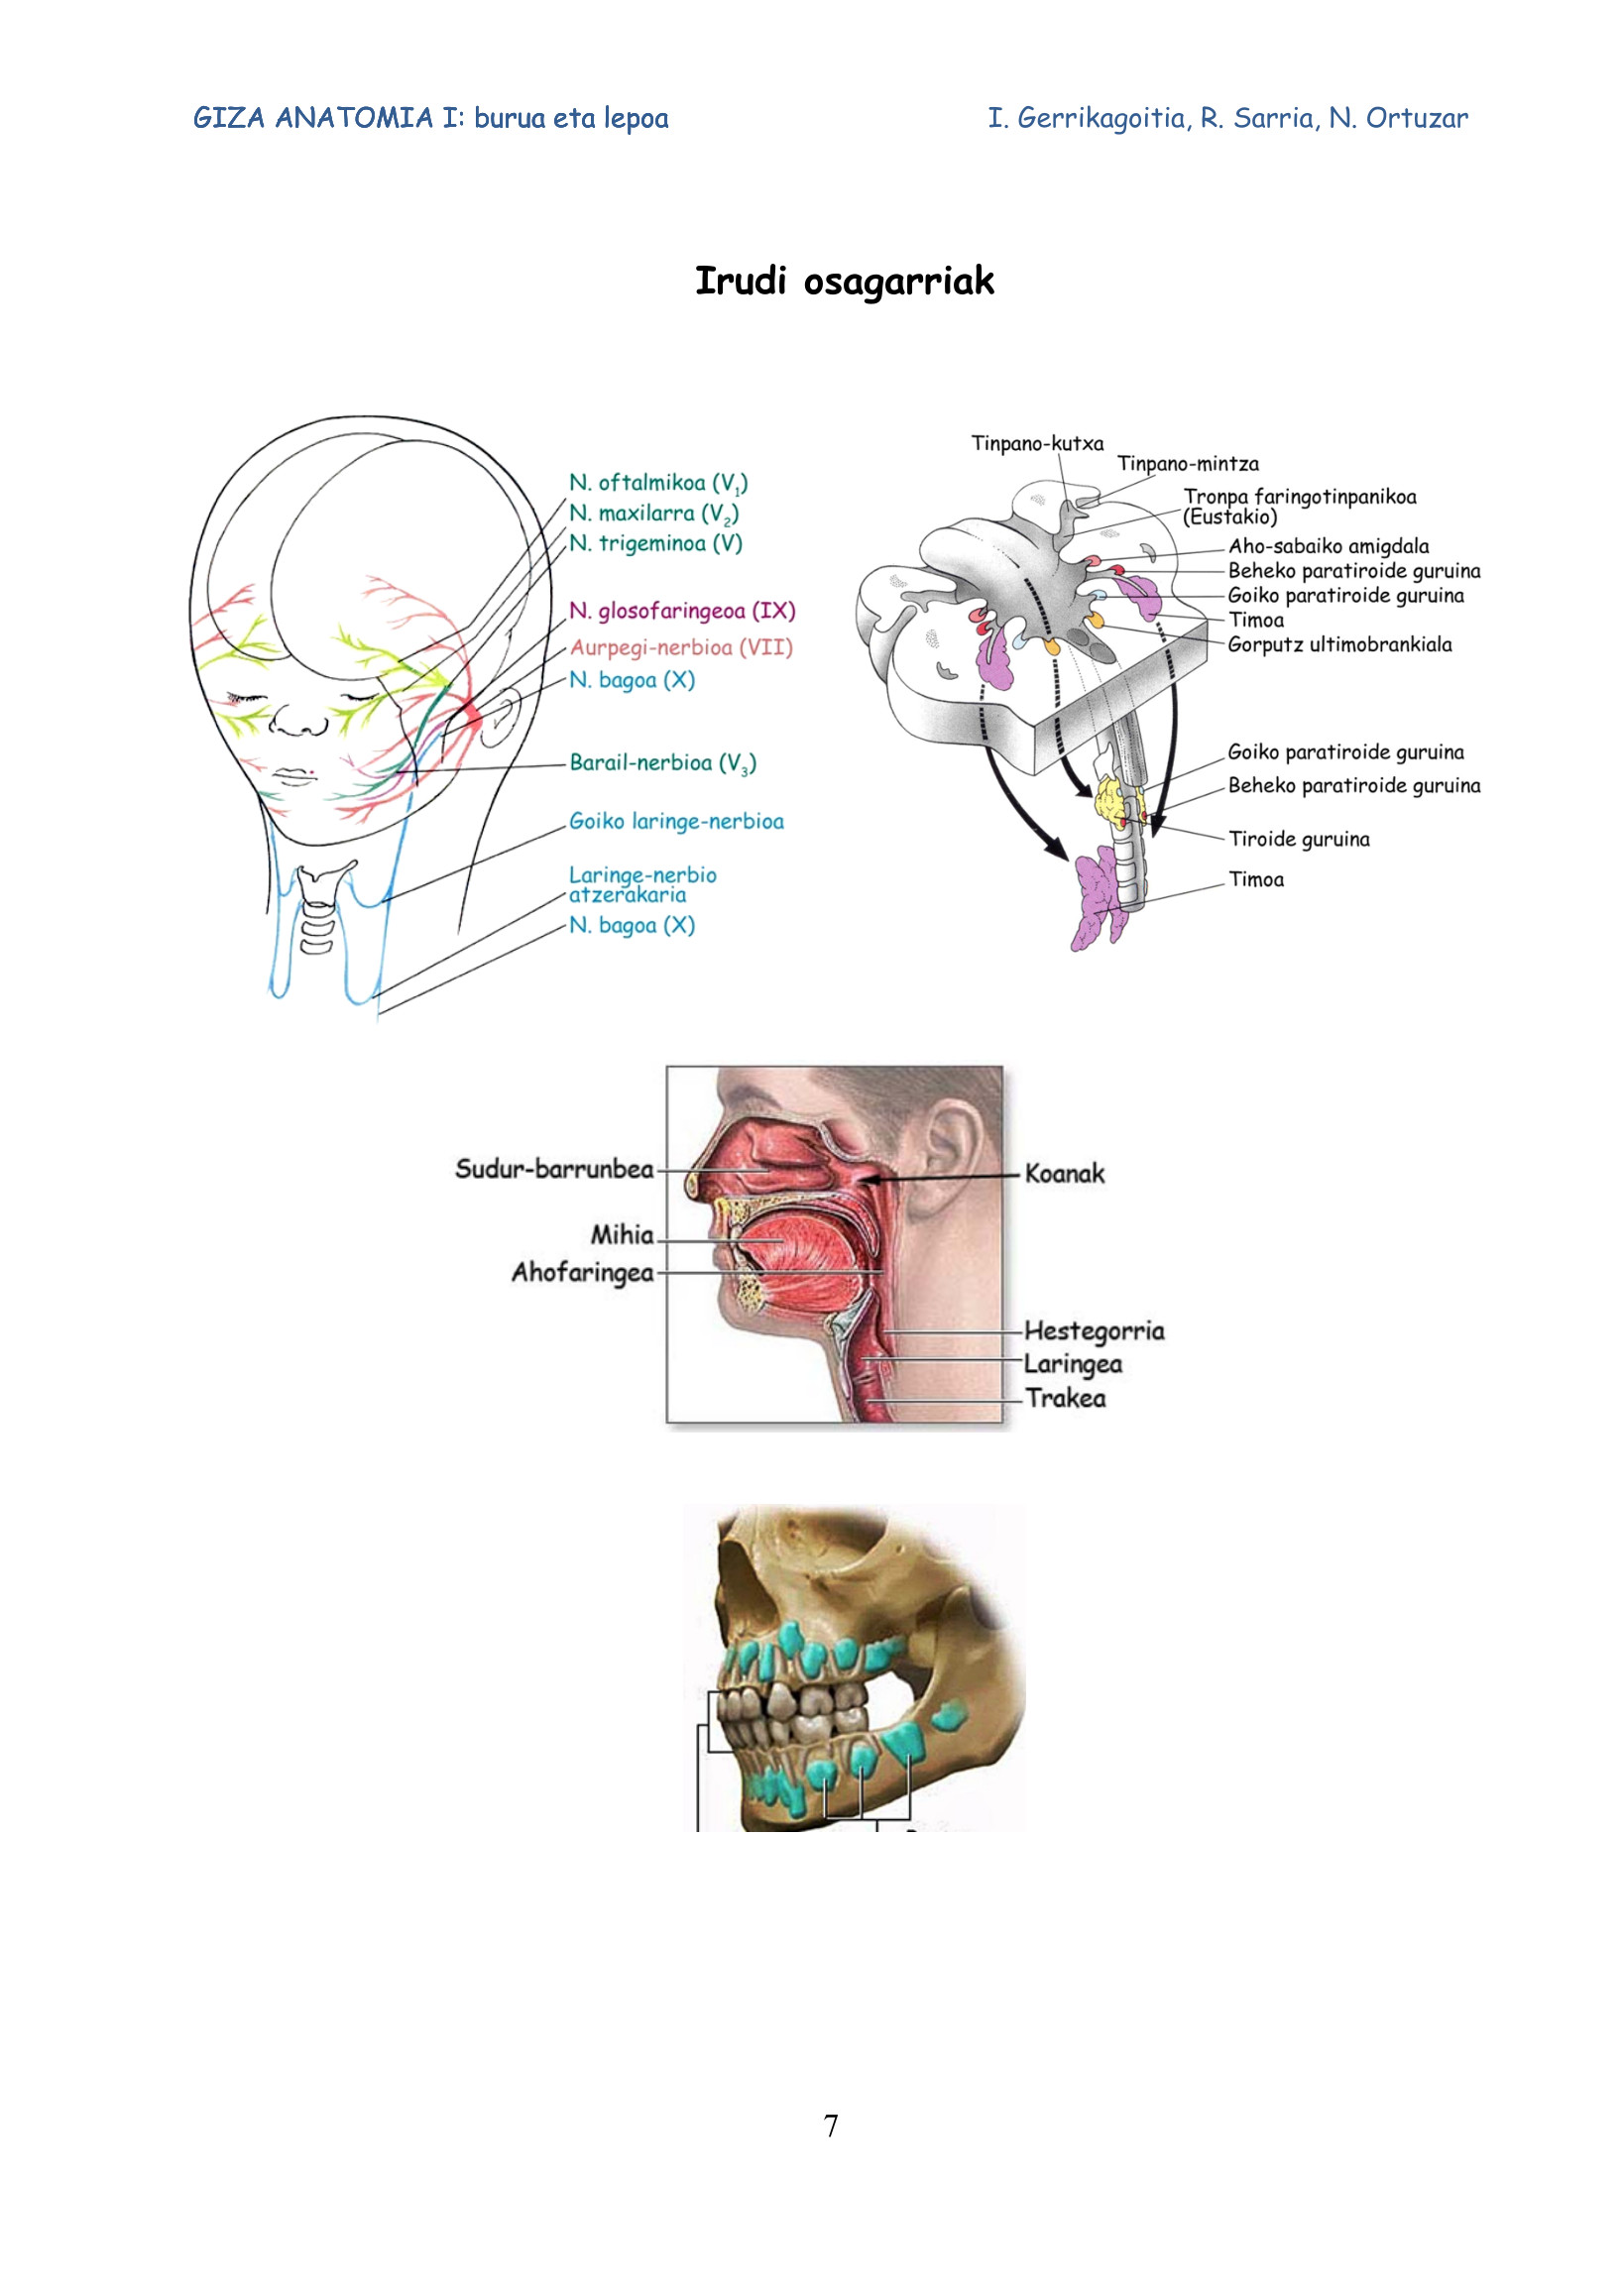 GIZA ANATOMIA I: burua eta lepoa
I. Gerrikagoitia, R. Sarria, N. Ortuzar
Irudi osagarriak
N. oftalmikoa (V₁)
N. maxilarra (V₂)
N. trigeminoa (V)
N. glosofaringeoa (IX)
Aurpegi-nerbioa (VII)
N. bagoa (X)
Barail-nerbioa (V₃)
Goiko laringe-nerbioa
Laringe-nerbio
atzerakaria
N. bagoa (X)
Tinpano-kutxa
Tinpano-mintza
Tronpa faringotinpanikoa
(Eustakio)
Aho-sabaiko amigdala
Beheko paratiroide guruina
Goiko paratiroide guruina
Timoa
Gorputz ultimobrankiala
Goiko paratiroide guruina
Beheko paratiroide guruina
Tiroide guruina
Timoa
Sudur-barrunbea
Mihia
Ahofaringea
Koanak
Hestegorria
Laringea
Trakea
7